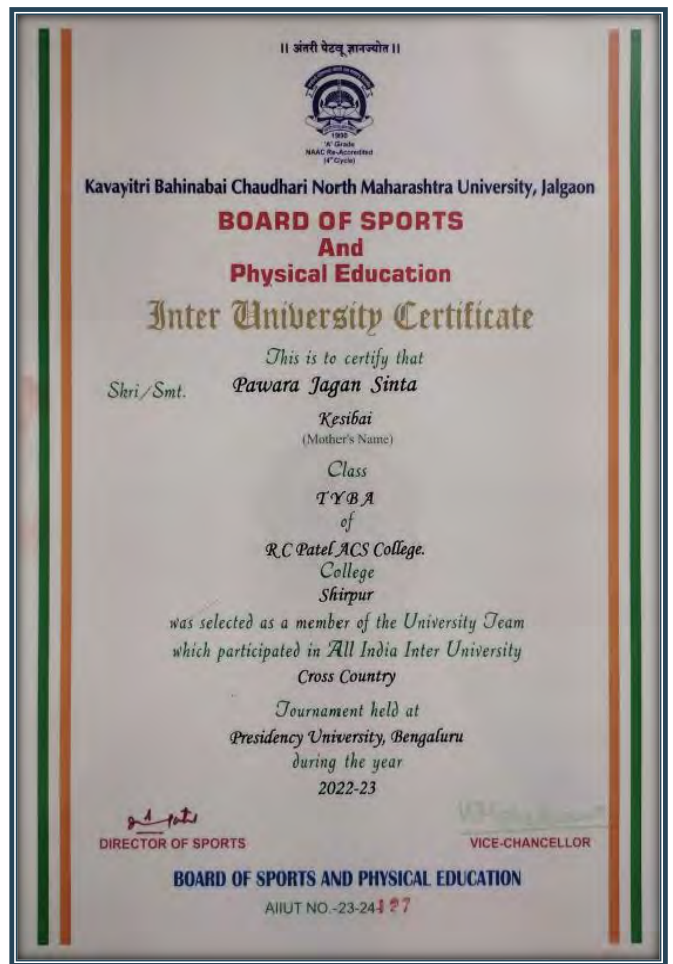 || अंतरी पेटवू ज्ञानज्योत ||
1990
'A' Grade
NAAC Re-Accredited
(4th Cycle)
Kavayitri Bahinabai Chaudhari North Maharashtra University, Jalgaon
BOARD OF SPORTS
And
Physical Education
Inter University Certificate
This is to certify that
Shri/Smt. Pawara Jagan Sinta
Kesibai
(Mother's Name)
Class
TYBA
of
R.C Patel ACS College.
College
Shirpur
was selected as a member of the University Team
which participated in All India Inter University
Cross Country
Tournament held at
Presidency University, Bengaluru
during the year
2022-23
DIRECTOR OF SPORTS
VICE-CHANCELLOR
BOARD OF SPORTS AND PHYSICAL EDUCATION
AIIUT NO.-23-24